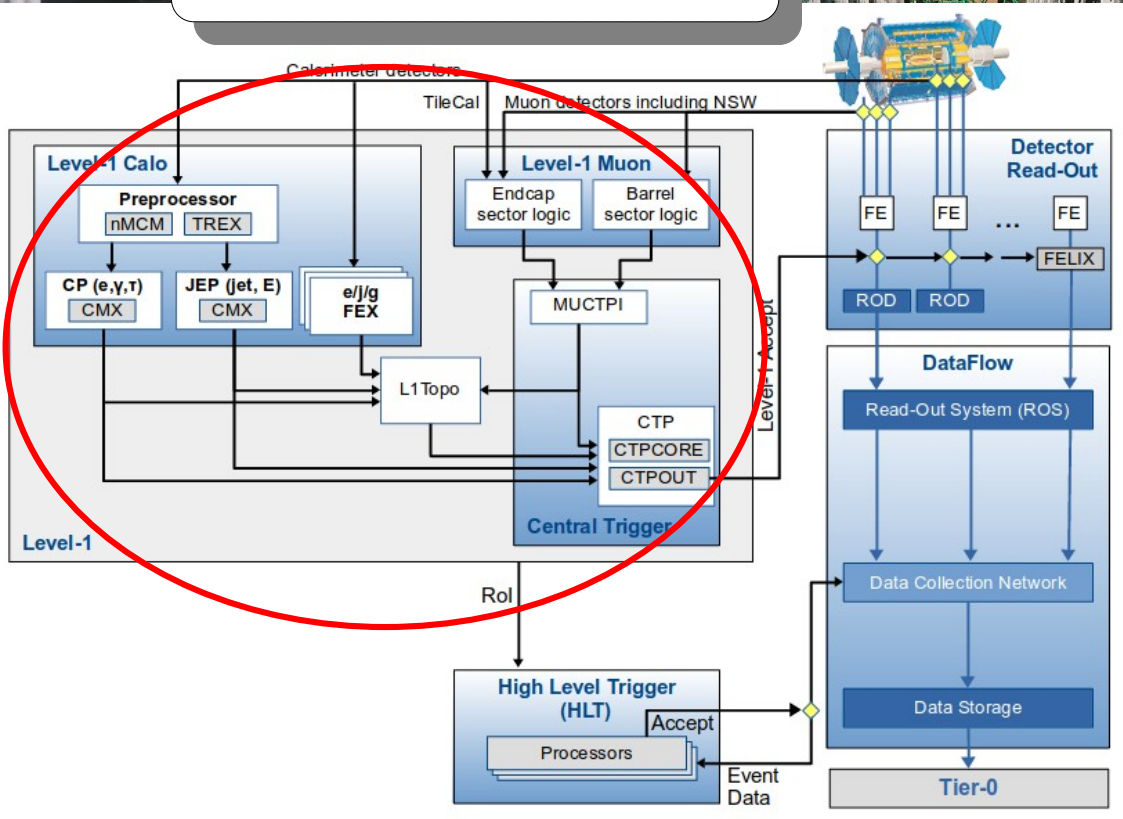 Calorimeter detectors
TileCal
Muon detectors including NSW
Level-1 Calo
Preprocessor
nMCM
TREX
CP (e,γ,τ)
CMX
JEP (jet, E)
CMX
e/j/g
FEX
Level-1 Muon
Endcap
sector logic
Barrel
sector logic
MUCTPI
L1Topo
CTP
CTPCORE
CTPOUT
Central Trigger
Level-1
Level-1 Accept
Detector
Read-Out
FE
FE
...
FE
FELIX
ROD
ROD
DataFlow
Read-Out System (ROS)
Data Collection Network
Data Storage
Tier-0
RoI
High Level Trigger
(HLT)
Accept
Processors
Event
Data